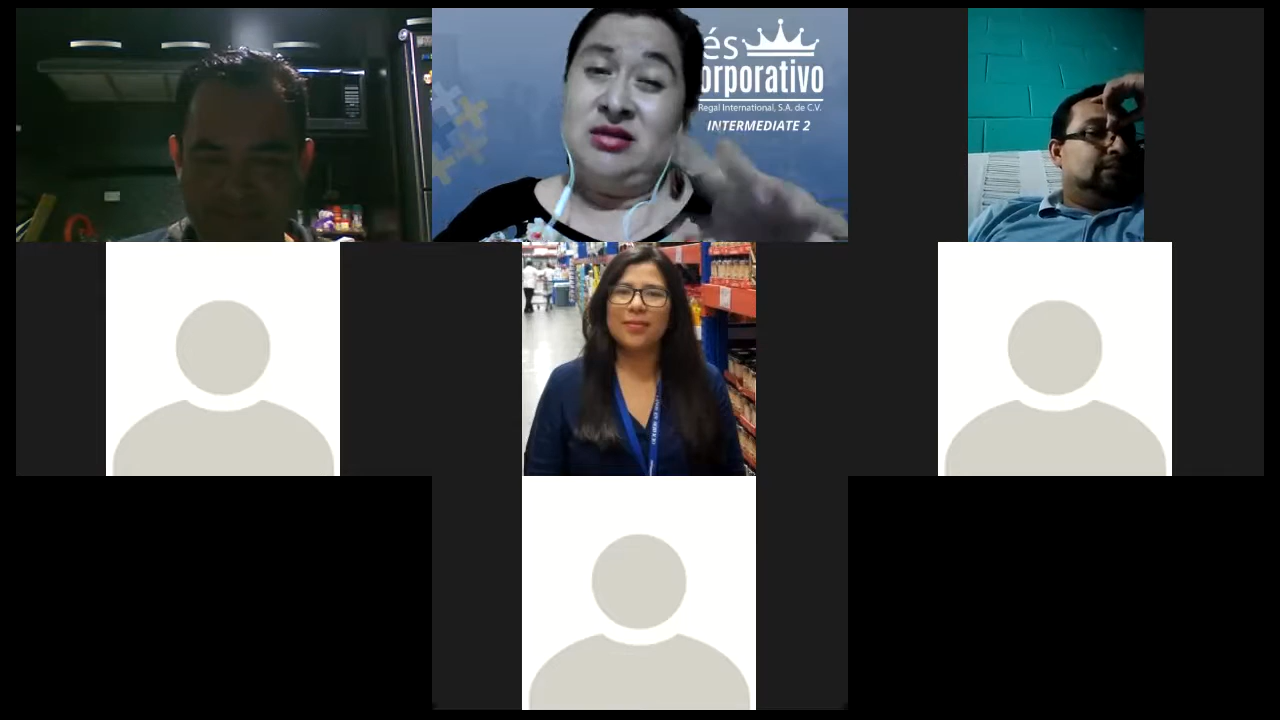 és
orporativo
Regal International, S.A. de C.V.
INTERMEDIATE 2